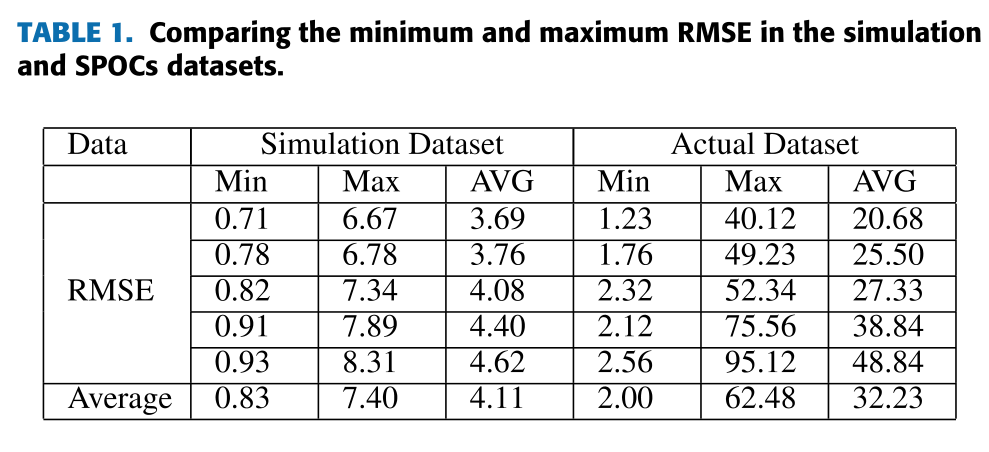 TABLE 1. Comparing the minimum and maximum RMSE in the simulation
and SPOCs datasets.
Data Simulation Dataset Actual Dataset
Min Max AVG Min Max AVG
0.71 6.67 3.69 1.23 40.12 20.68
0.78 6.78 3.76 1.76 49.23 25.50
RMSE 0.82 7.34 4.08 2.32 52.34 27.33
0.91 7.89 4.40 2.12 75.56 38.84
0.93 8.31 4.62 2.56 95.12 48.84
Average 0.83 7.40 4.11 2.00 62.48 32.23